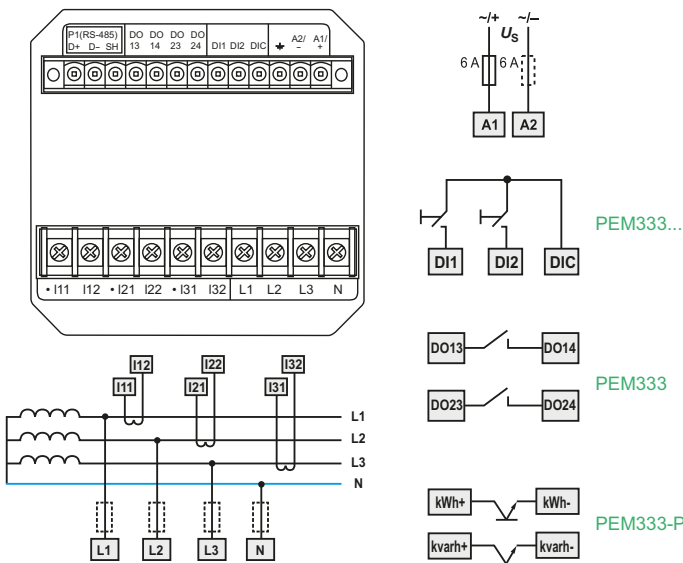 P1(RS-485) DO DO DO DO A2/ A1/
D+ D– SH 13 14 23 24 DI1 DI2 DIC – +
• I11 I12 • I21 I22 • I31 I32 L1 L2 L3 N
~/+ ~/–
US
6 A 6 A
A1 A2
PEM333...
DI1 DI2 DIC
DO13 DO14
PEM333
DO23 DO24
kWh+ kWh-
PEM333-P
kvarh+ kvarh-
I12 I22 I32
I11 I21 I31
L1
L2
L3
N
L1 L2 L3 N